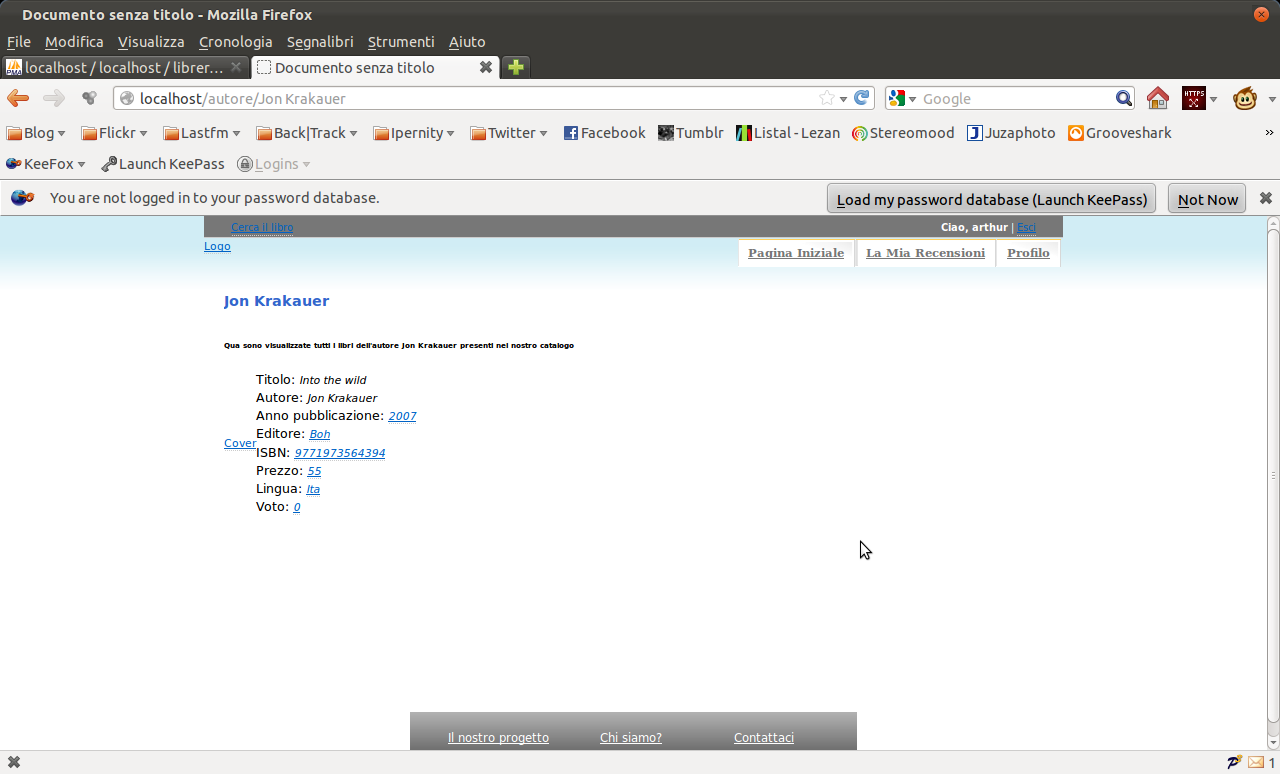 Documento senza titolo - Mozilla Firefox
File Modifica Visualizza Cronologia Segnalibri Strumenti Aiuto
PMA localhost / localhost / librer... Documento senza titolo
localhost/autore/Jon Krakauer Google HTTPS
Blog Flickr Lastfm Back|Track Ipernity Twitter Facebook Tumblr Listal - Lezan Stereomood Juzaphoto Grooveshark »
KeeFox Launch KeePass Logins
You are not logged in to your password database. Load my password database (Launch KeePass) Not Now
Cerca il libro Ciao, arthur | Esci
Logo
Pagina Iniziale La Mia Recensioni Profilo
Jon Krakauer
Qua sono visualizzate tutti i libri dell'autore Jon Krakauer presenti nel nostro catalogo
Titolo: Into the wild
Autore: Jon Krakauer
Anno pubblicazione: 2007
Editore: Boh
Cover
ISBN: 9771973564394
Prezzo: 55
Lingua: Ita
Voto: 0
Il nostro progetto Chi siamo? Contattaci
1